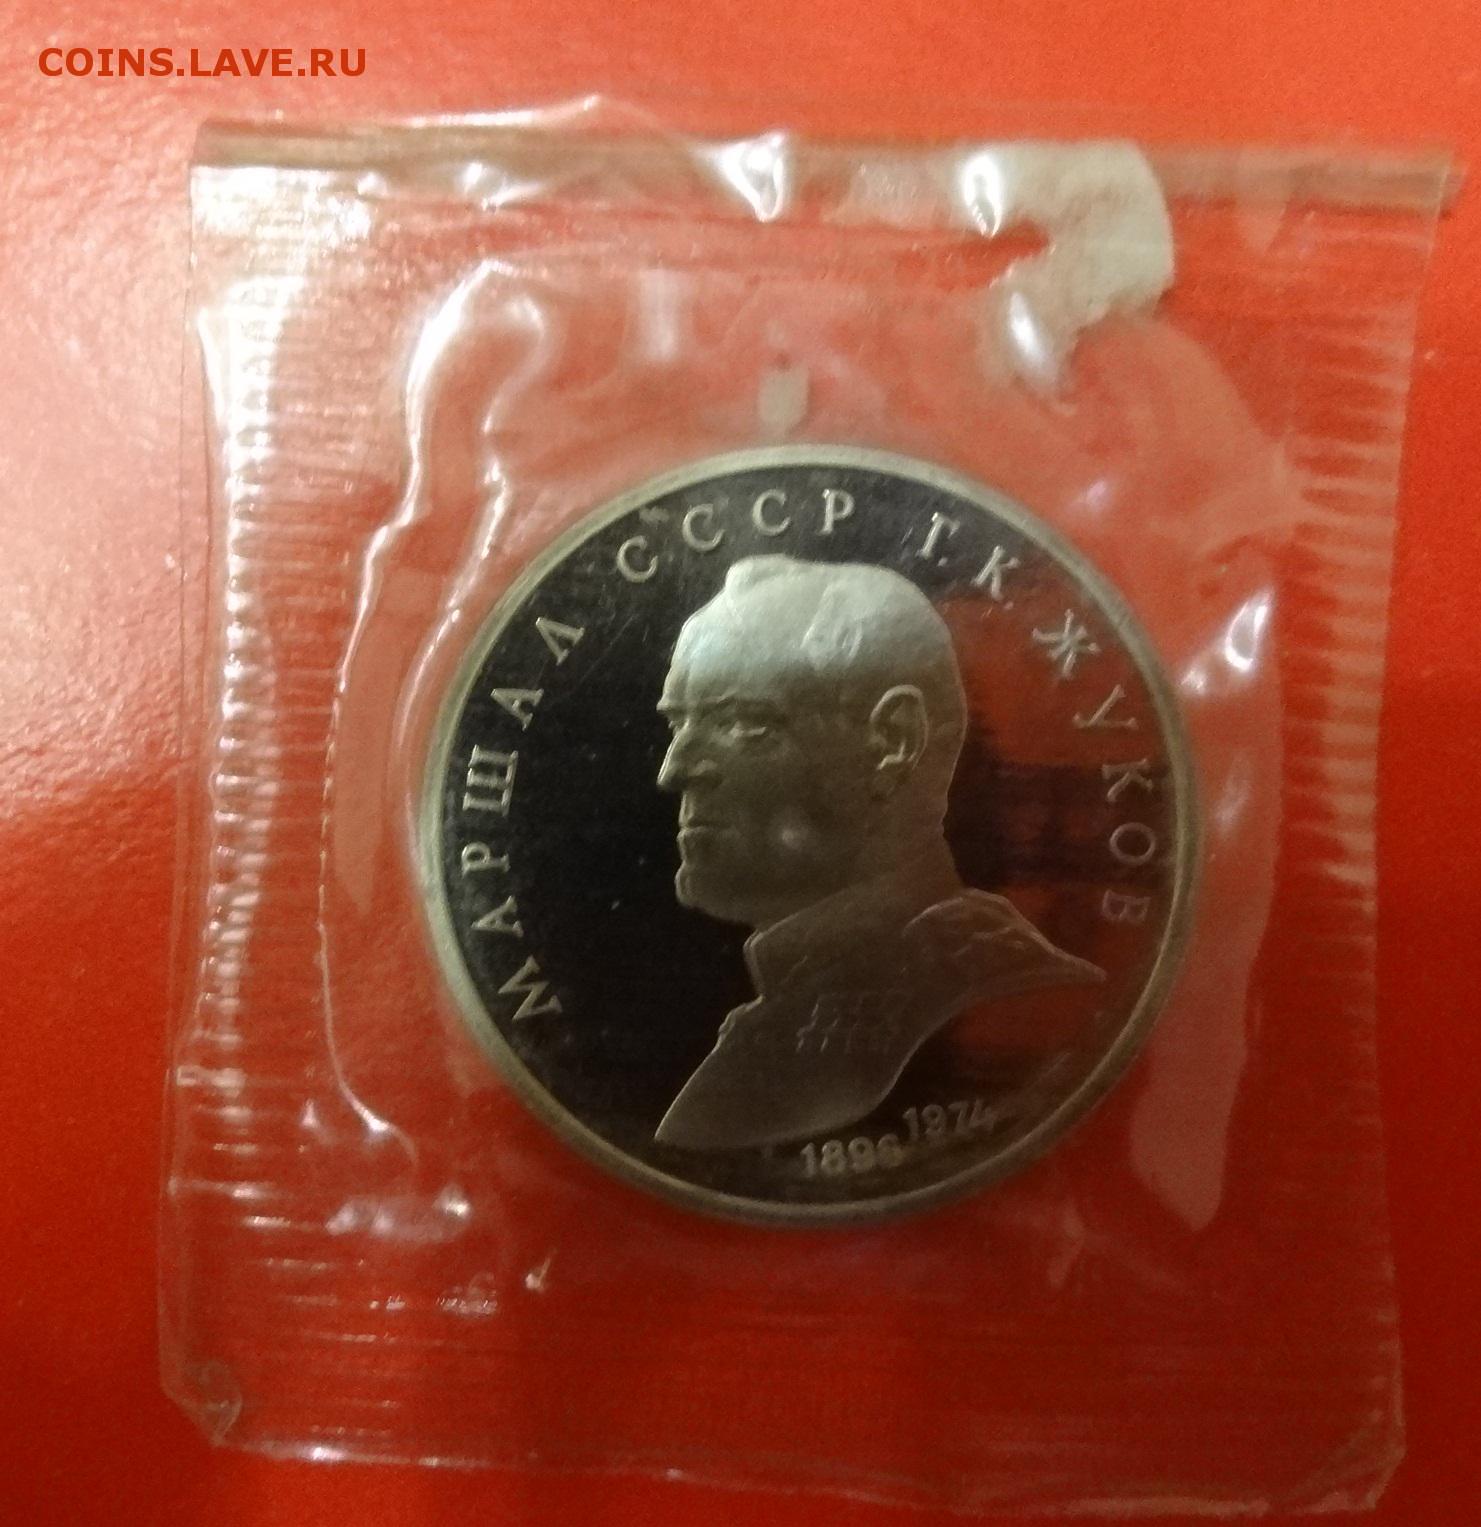 COINS.LAVE.RU
МАРШАЛ СССР Г.К. ЖУКОВ
1896 1974